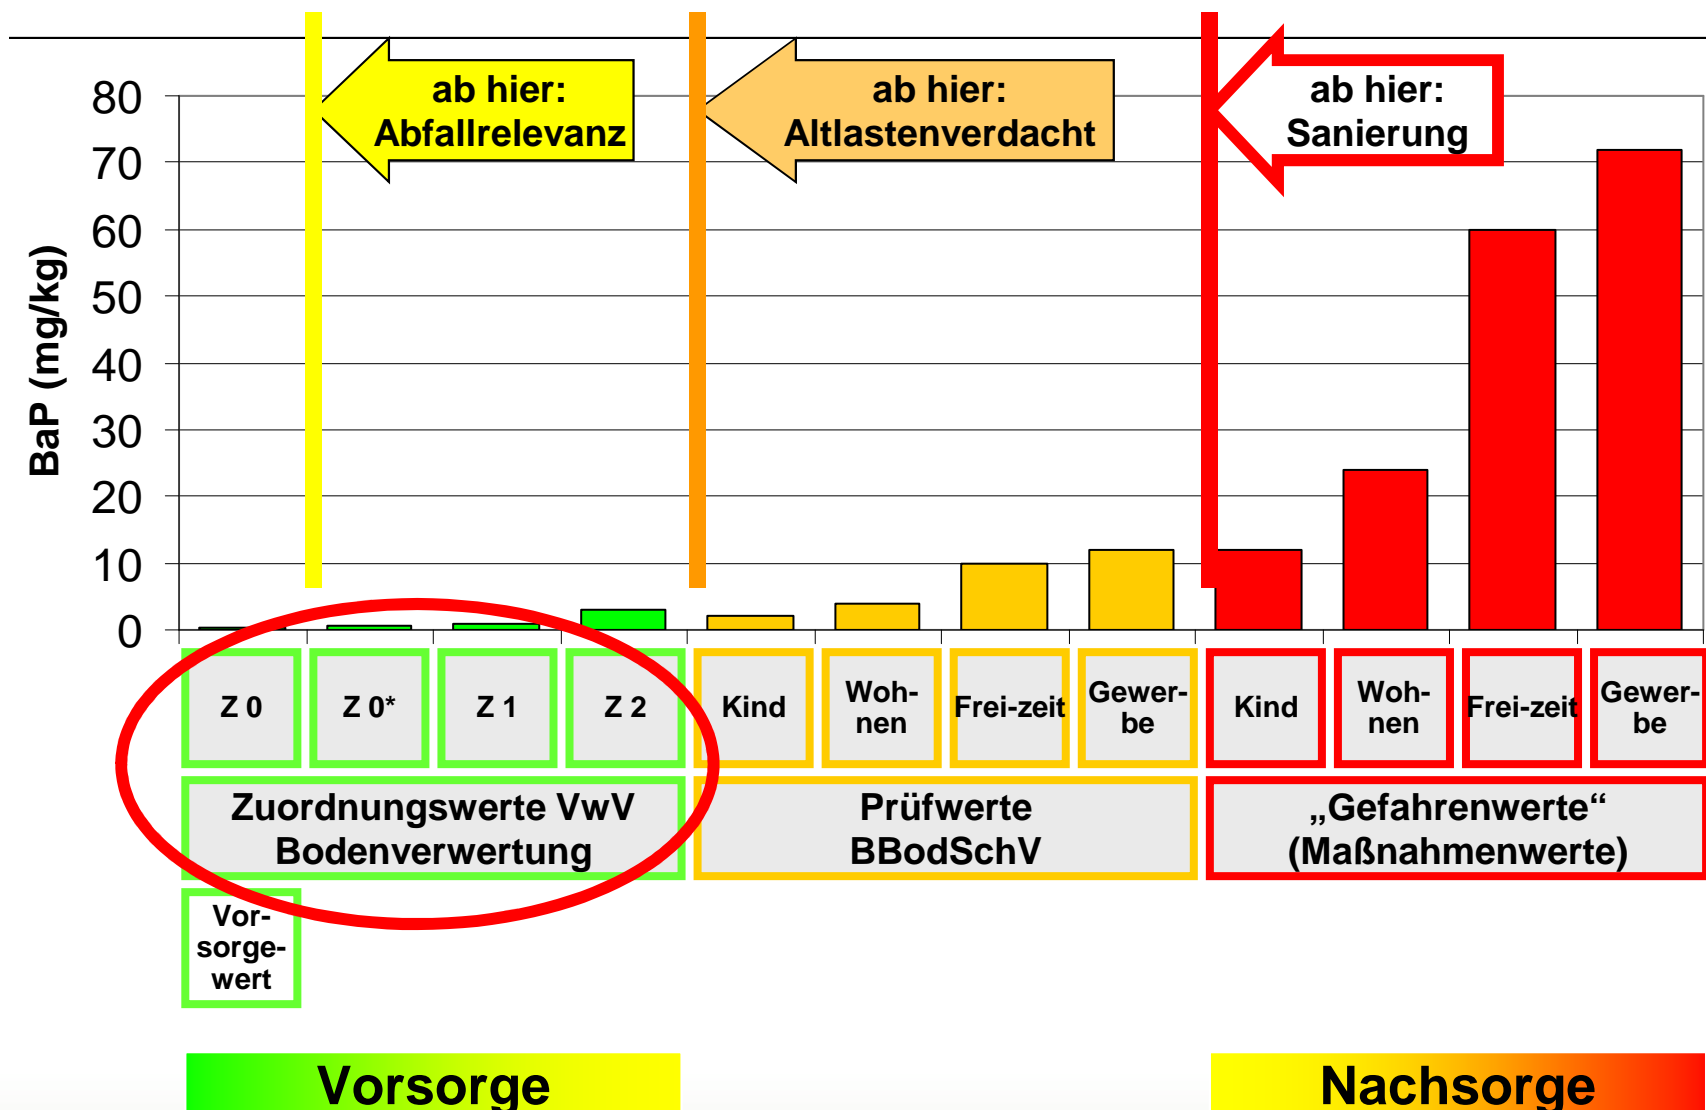 ab hier:
Abfallrelevanz
ab hier:
Altlastenverdacht
ab hier:
Sanierung
BaP (mg/kg)
80
70
60
50
40
30
20
10
0
Z 0
Z 0*
Z 1
Z 2
Kind
Woh-
nen
Frei-zeit
Gewer-
be
Kind
Woh-
nen
Frei-zeit
Gewer-
be
Zuordnungswerte VwV
Bodenverwertung
Prüfwerte
BBodSchV
„Gefahrenwerte“
(Maßnahmenwerte)
Vor-
sorge-
wert
Vorsorge
Nachsorge